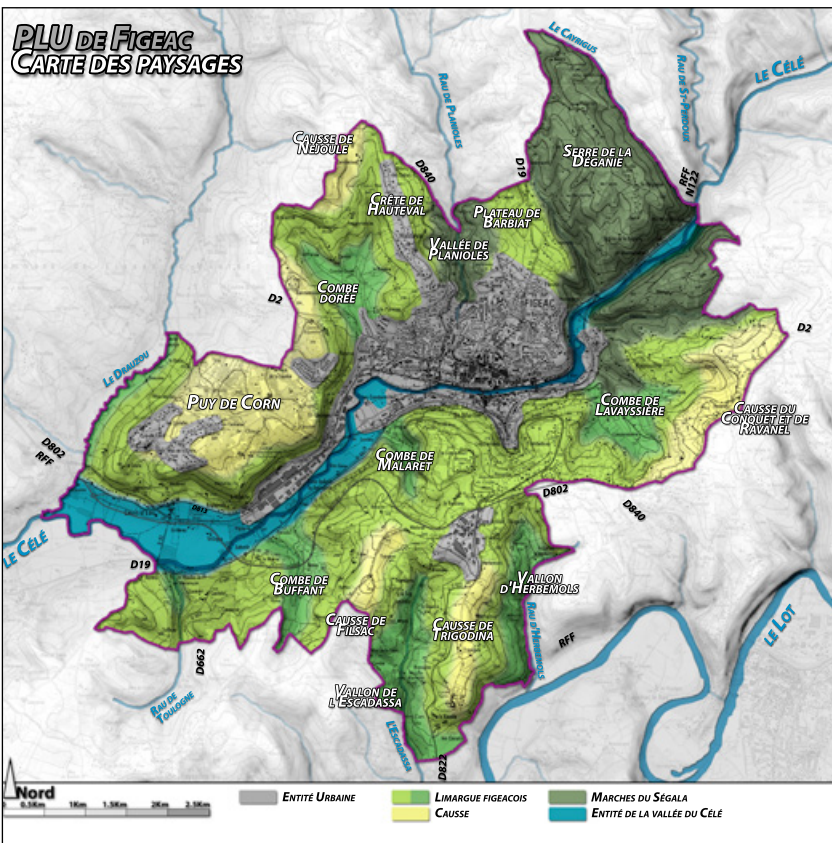 PLU de Figeac
Carte des paysages
Le Cayrigus
Rau de St-Perdoux
le Célé
Rau de Planioles
Causse de
Nejoule
D840
D19
Serre de la
Déganie
RFF
N122
Crête de
Hauteval
Plateau de
Barbiat
Vallée de
Planioles
Combe
dorée
D2
FIGEAC
D2
Le Drauzou
Puy de Corn
Combe de
Lavayssière
Causse du
Conquet et de
Ravanel
D802
RFF
Combe de
Malaret
D802
D840
D813
le Célé
D19
Combe de
Buffant
Vallon
d'Herbemols
Causse de
Filsac
Causse de
Trigodina
Rau d'Herbemols
RFF
le Lot
D662
Rau de
Toulogne
Vallon de
l'Escadassa
l'Escadassa
D822
Nord
0
0.5Km
1Km
1.5Km
2Km
2.5Km
Entité Urbaine
Limargue figeacois
Causse
Marches du Ségala
Entité de la vallée du Célé